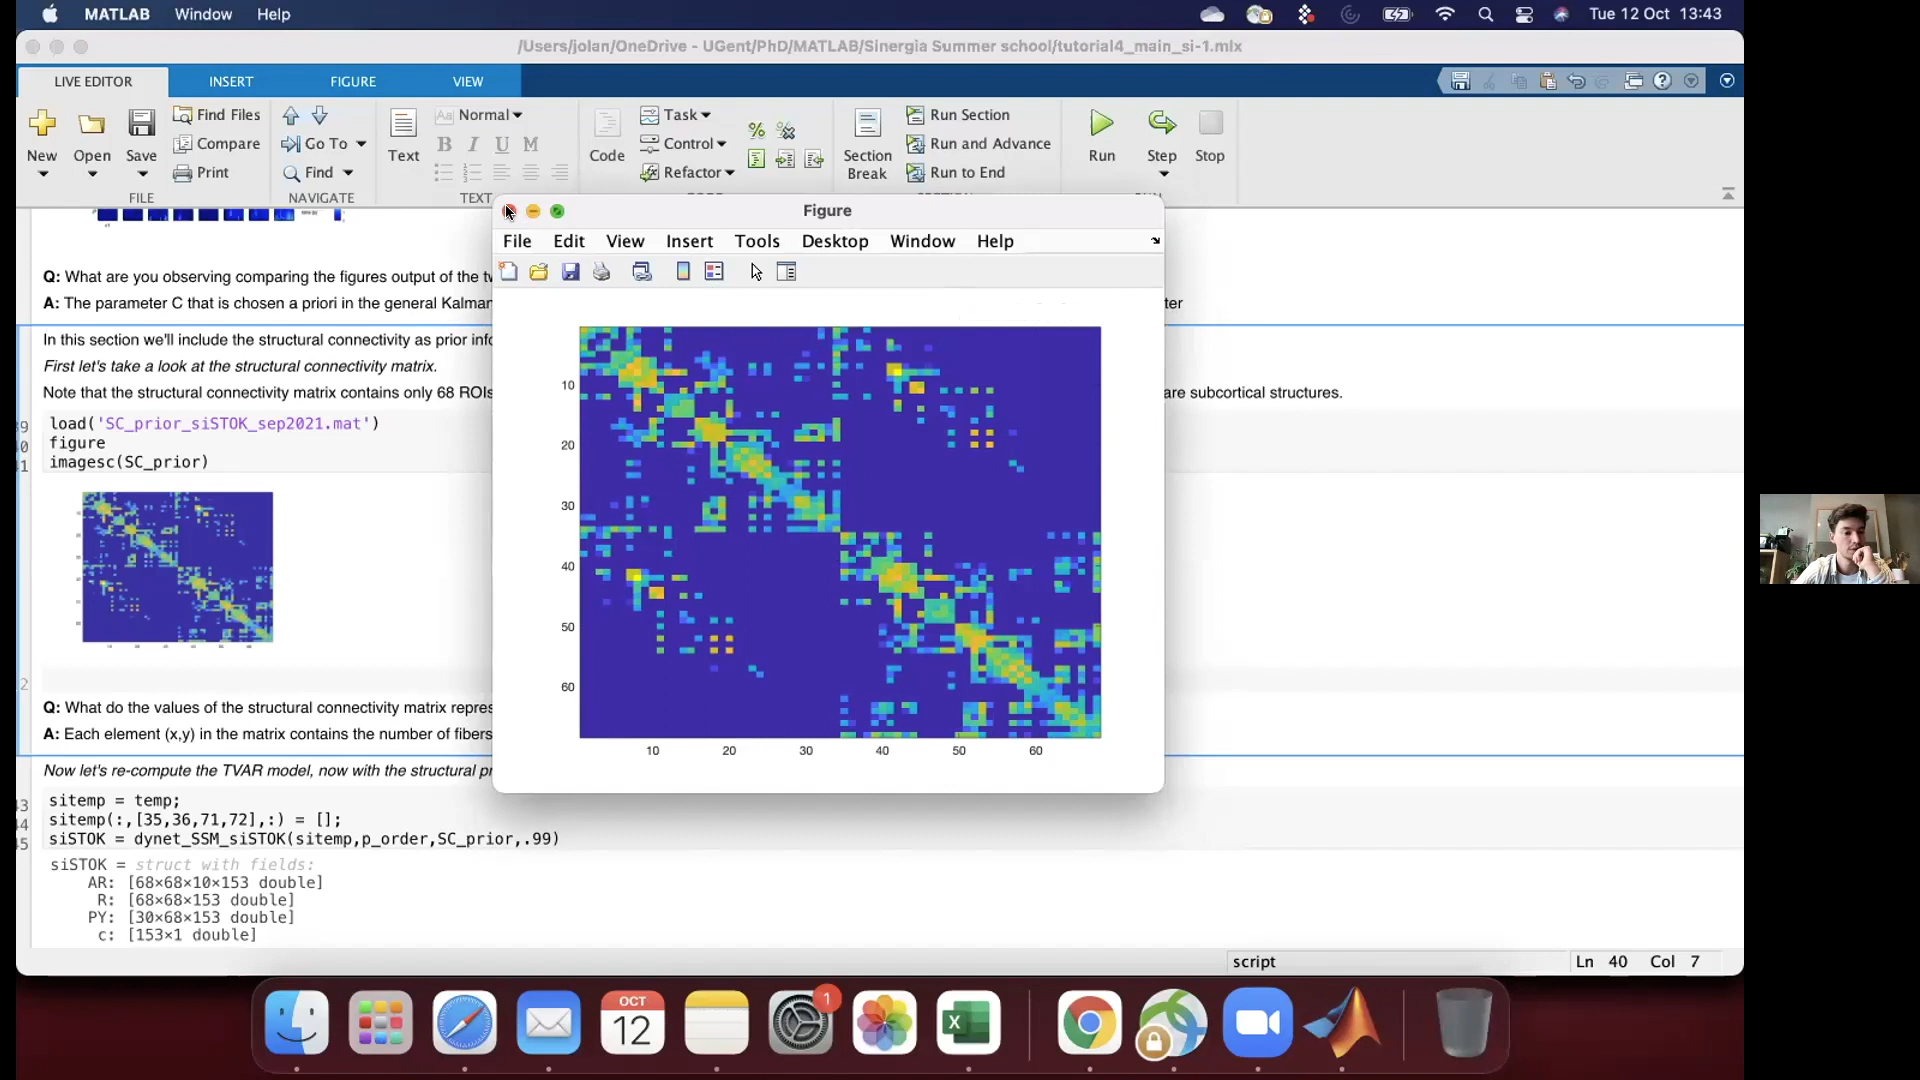 MATLAB Window Help Tue 12 Oct 13:43
/Users/jolan/OneDrive - UGent/PhD/MATLAB/Sinergia Summer school/tutorial4_main_si-1.mlx
LIVE EDITOR INSERT FIGURE VIEW
New Open Save Find Files Compare Print
FILE
Go To Find
NAVIGATE
Text Normal
B I U M
TEXT
Code Task Control Refactor
Section Break Run Section Run and Advance Run to End
Run Step Stop
Figure
File Edit View Insert Tools Desktop Window Help
10
20
30
40
50
60
10 20 30 40 50 60
Q: What are you observing comparing the figures output of the
A: The parameter C that is chosen a priori in the general Kalman
In this section we'll include the structural connectivity as prior
First let's take a look at the structural connectivity matrix.
Note that the structural connectivity matrix contains only 68 ROIs are subcortical structures.
load('SC_prior_siSTOK_sep2021.mat')
figure
imagesc(SC_prior)
Q: What do the values of the structural connectivity matrix
A: Each element (x,y) in the matrix contains the number of fibers
Now let's re-compute the TVAR model, now with the structural
sitemp = temp;
sitemp(:,[35,36,71,72],:) = [];
siSTOK = dynet_SSM_siSTOK(sitemp,p_order,SC_prior,.99)
siSTOK = struct with fields:
AR: [68×68×10×153 double]
R: [68×68×153 double]
PY: [30×68×153 double]
c: [153×1 double]
script Ln 40 Col 7
OCT
12
1